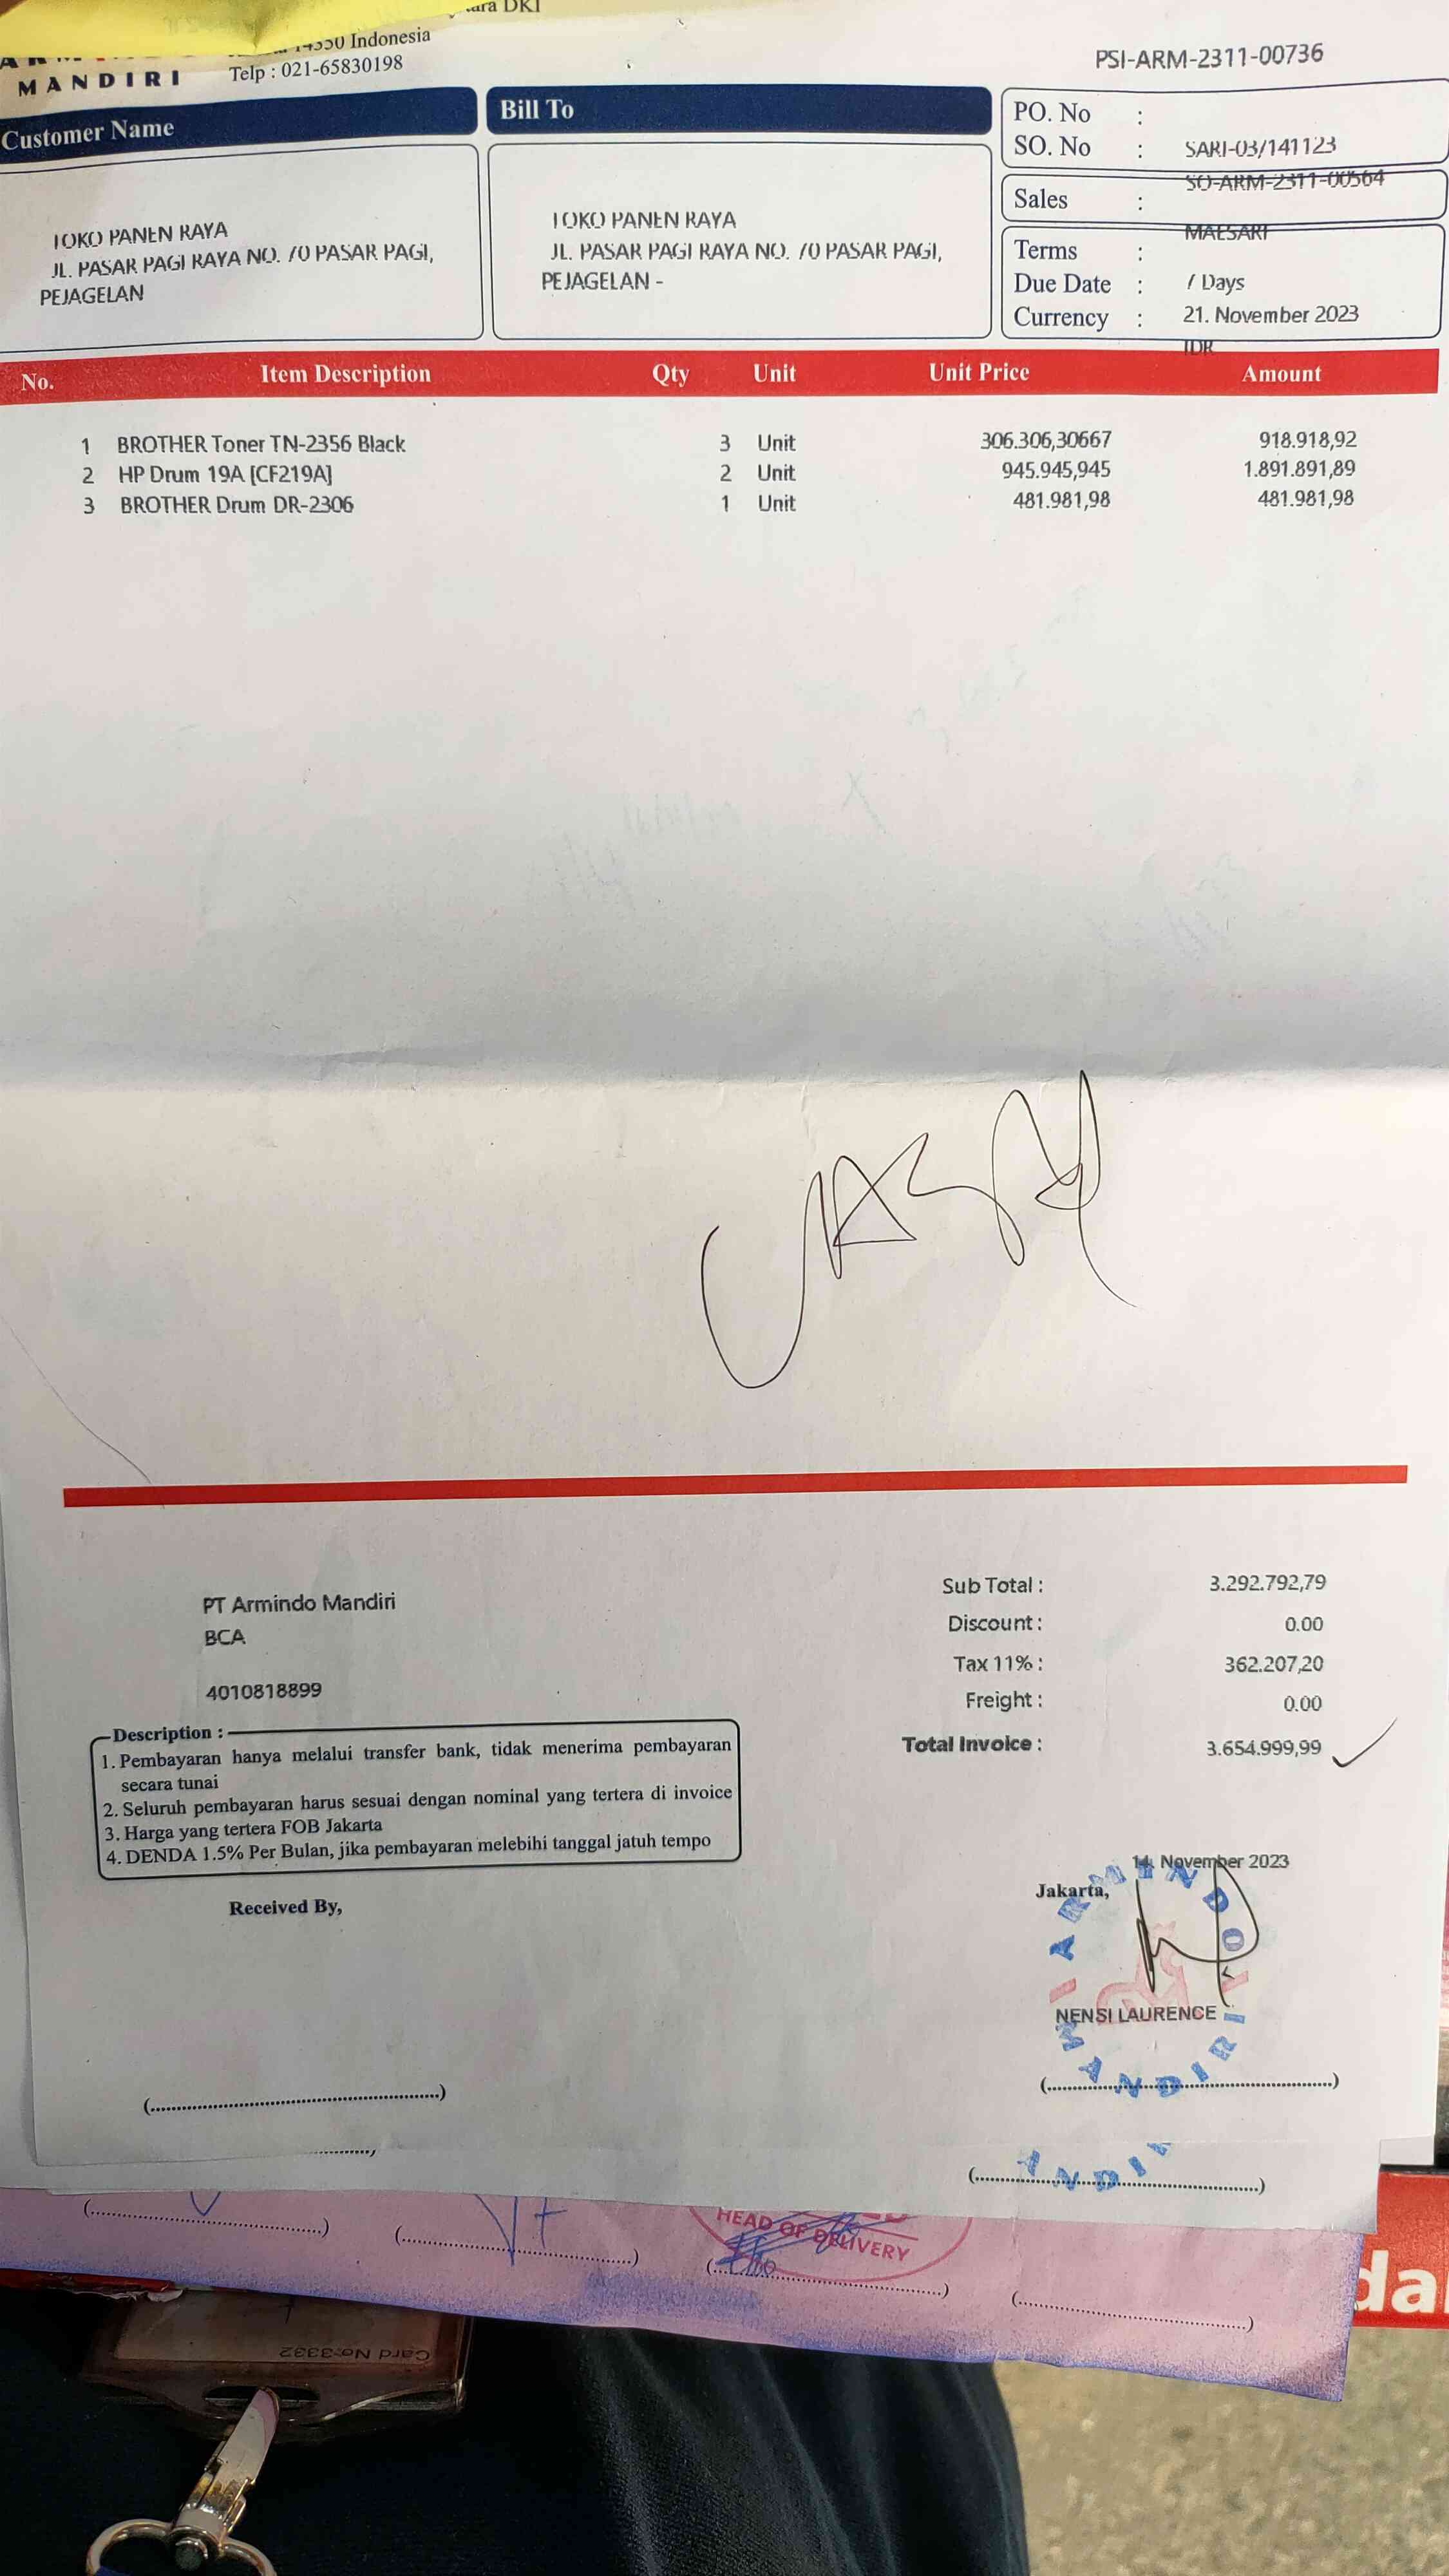 14350 Indonesia
MANDIRI
Telp : 021-65830198
PSI-ARM-2311-00736
Customer Name
Bill To
TOKO PANEN RAYA
JL. PASAR PAGI RAYA NO. 70 PASAR PAGI,
PEJAGELAN
TOKO PANEN RAYA
JL. PASAR PAGI RAYA NO. 70 PASAR PAGI,
PEJAGELAN -
PO. No :
SO. No : SARI-03/141123
SO-ARM-2311-00564
Sales :
MAESARI
Terms :
Due Date : 7 Days
Currency : 21. November 2023
IDR
No. Item Description Qty Unit Unit Price Amount
1 BROTHER Toner TN-2356 Black 3 Unit 306.306,30667 918.918,92
2 HP Drum 19A [CF219A] 2 Unit 945.945,945 1.891.891,89
3 BROTHER Drum DR-2306 1 Unit 481.981,98 481.981,98
PT Armindo Mandiri
BCA
4010818899
Sub Total : 3.292.792,79
Discount : 0.00
Tax 11% : 362.207,20
Freight : 0.00
Total Invoice : 3.654.999,99
Description :
1. Pembayaran hanya melalui transfer bank, tidak menerima pembayaran
secara tunai
2. Seluruh pembayaran harus sesuai dengan nominal yang tertera di invoice
3. Harga yang tertera FOB Jakarta
4. DENDA 1.5% Per Bulan, jika pembayaran melebihi tanggal jatuh tempo
Received By,
14. November 2023
Jakarta,
ARMINDO
NENSI LAURENCE
MANDIRI
(..........)
(..........)
HEAD OF DELIVERY
Card No:3332